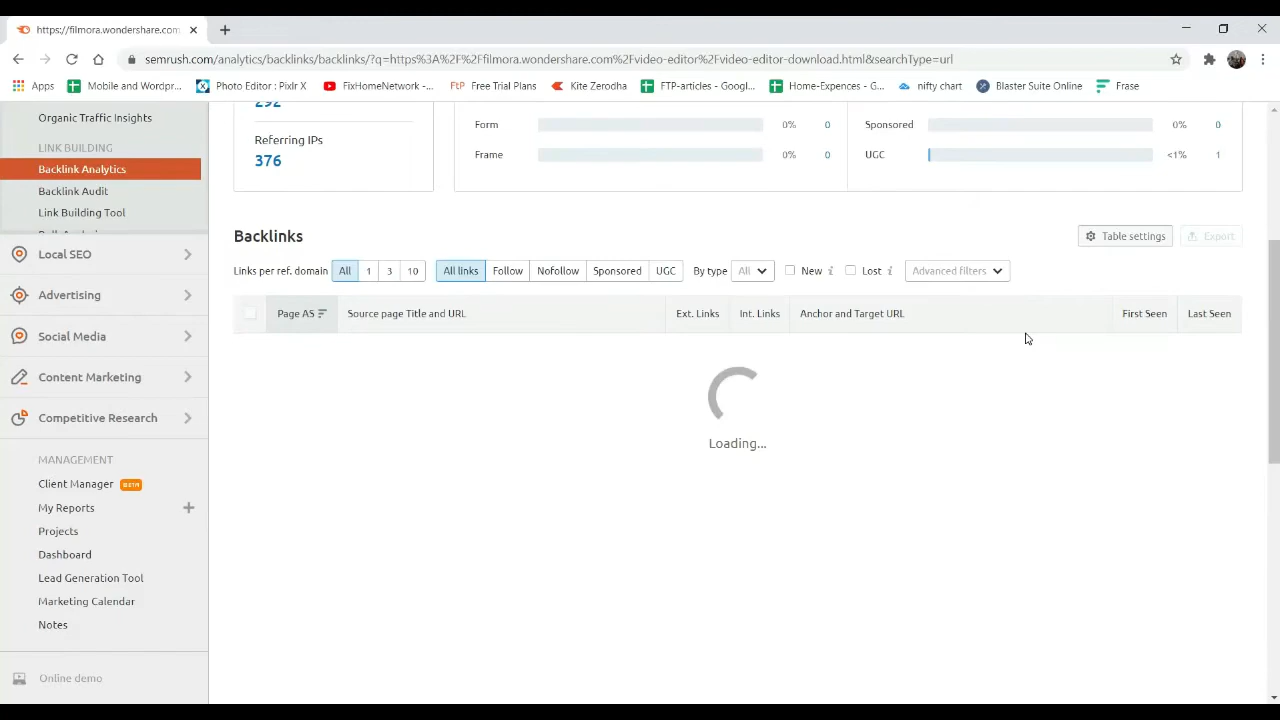 https://filmora.wondershare.com
semrush.com/analytics/backlinks/backlinks/?q=https%3A%2F%2Ffilmora.wondershare.com%2Fvideo-editor%2Fvideo-editor-download.html&searchType=url
Apps Mobile and Wordpr... Photo Editor : Pixlr X FixHomeNetwork -... FtP Free Trial Plans Kite Zerodha FTP-articles - Googl... Home-Expences - G... nifty chart Blaster Suite Online Frase
Organic Traffic Insights
LINK BUILDING
Backlink Analytics
Backlink Audit
Link Building Tool
Local SEO
Advertising
Social Media
Content Marketing
Competitive Research
MANAGEMENT
Client Manager BETA
My Reports
Projects
Dashboard
Lead Generation Tool
Marketing Calendar
Notes
Online demo
292
Referring IPs
376
Form 0% 0
Frame 0% 0
Sponsored 0% 0
UGC <1% 1
Backlinks
Table settings Export
Links per ref. domain All 1 3 10 All links Follow Nofollow Sponsored UGC By type All New i Lost i Advanced filters
Page AS Source page Title and URL Ext. Links Int. Links Anchor and Target URL First Seen Last Seen
Loading...